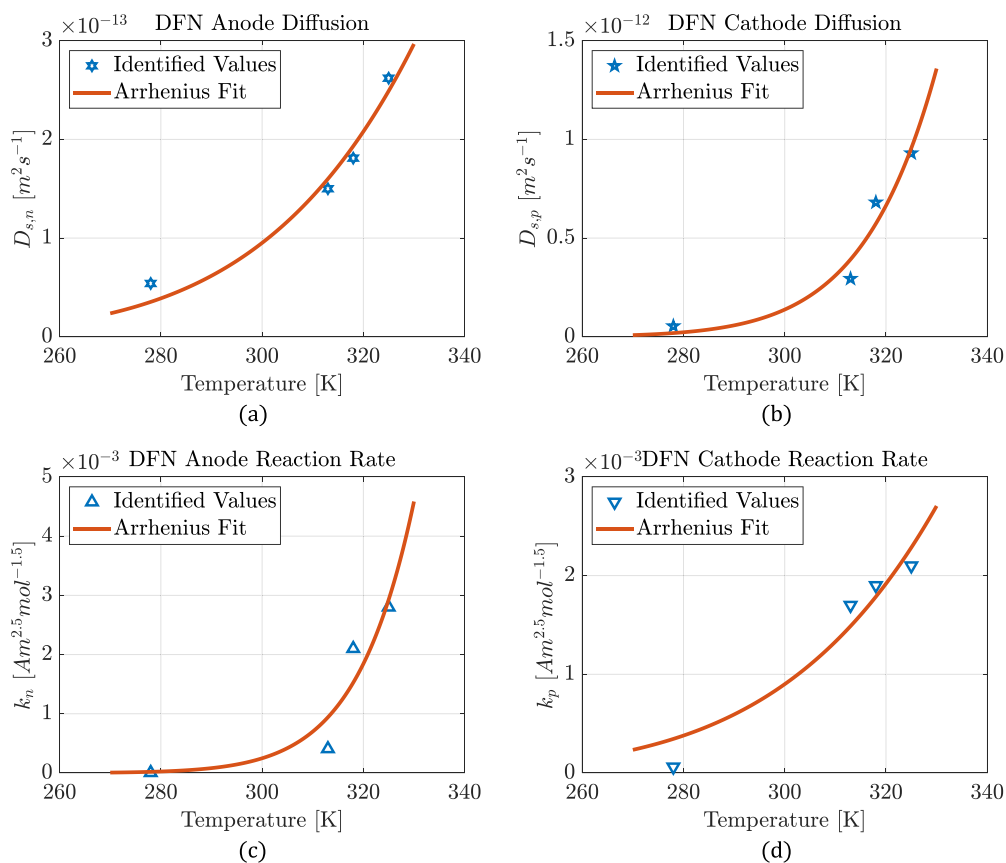 ×10⁻¹³ DFN Anode Diffusion
3
2
1
0
D_{s,n} [m²s⁻¹]
Identified Values
Arrhenius Fit
260 280 300 320 340
Temperature [K]
(a)
×10⁻¹² DFN Cathode Diffusion
1.5
1
0.5
0
D_{s,p} [m²s⁻¹]
Identified Values
Arrhenius Fit
260 280 300 320 340
Temperature [K]
(b)
×10⁻³ DFN Anode Reaction Rate
5
4
3
2
1
0
k_n [Am^{2.5}mol^{−1.5}]
Identified Values
Arrhenius Fit
260 280 300 320 340
Temperature [K]
(c)
×10⁻³DFN Cathode Reaction Rate
3
2
1
0
k_p [Am^{2.5}mol^{−1.5}]
Identified Values
Arrhenius Fit
260 280 300 320 340
Temperature [K]
(d)